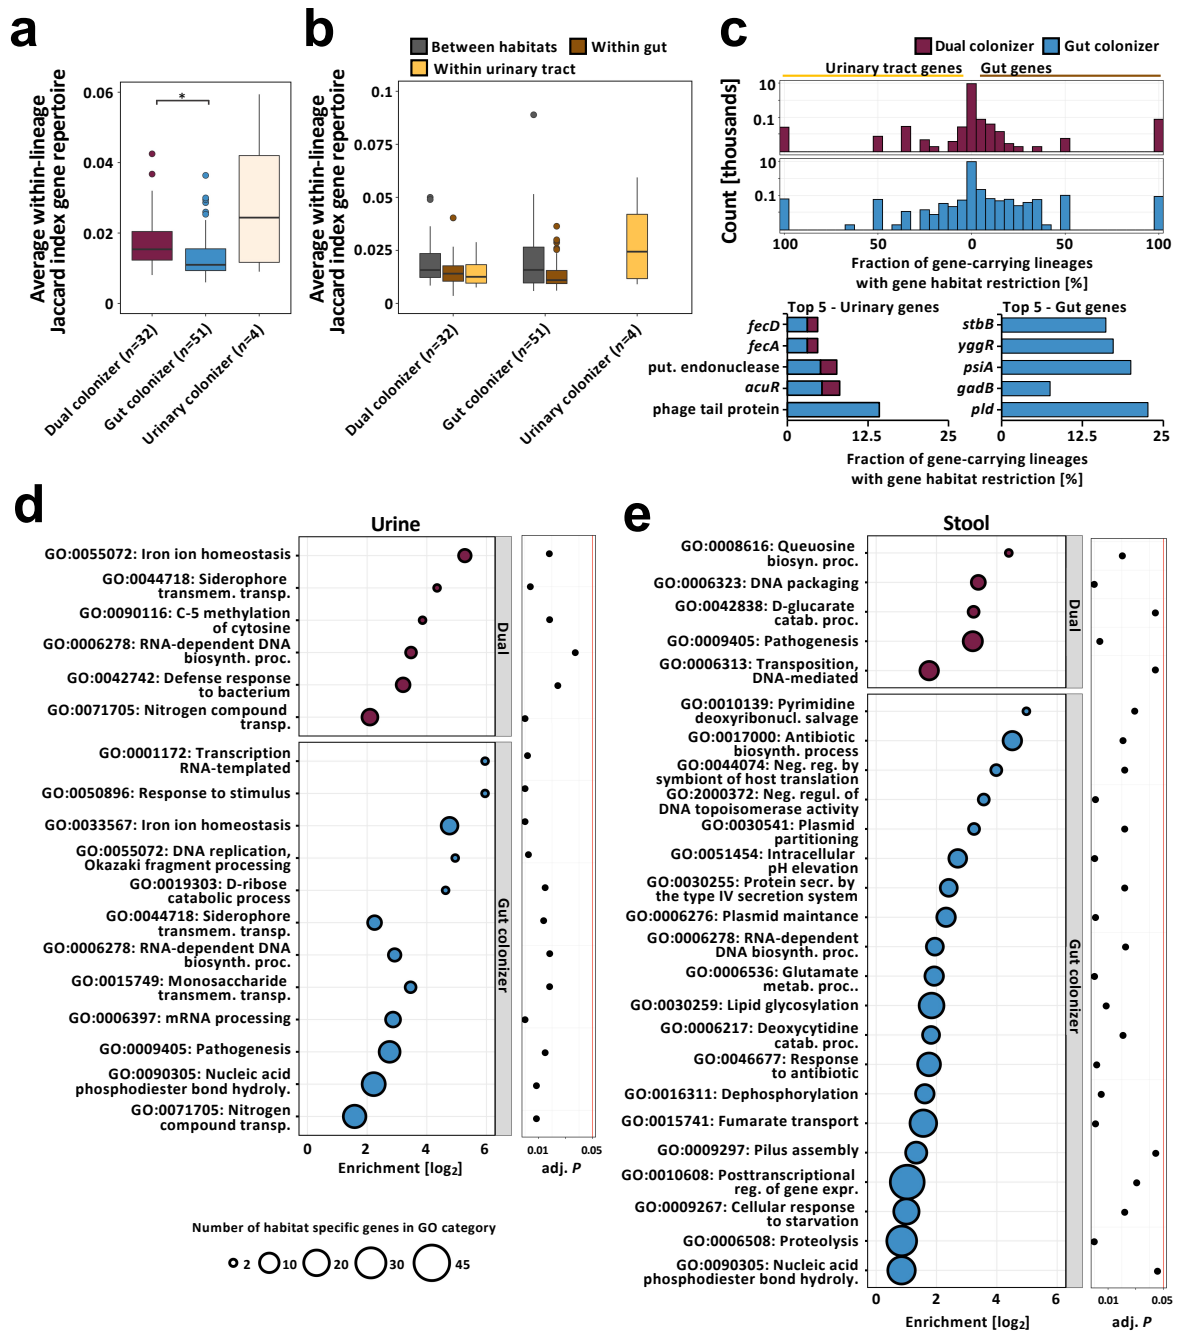 a
Average within-lineage
Jaccard index gene repertoire
0.06
0.04
0.02
0
*
Dual colonizer (n=32)
Gut colonizer (n=51)
Urinary colonizer (n=4)
b
Between habitats
Within gut
Within urinary tract
Average within-lineage
Jaccard index gene repertoire
0.1
0.075
0.05
0.025
0
Dual colonizer (n=32)
Gut colonizer (n=51)
Urinary colonizer (n=4)
c
Dual colonizer
Gut colonizer
Urinary tract genes
Gut genes
Count [thousands]
10
0.1
10
0.1
100
50
0
50
100
Fraction of gene-carrying lineages
with gene habitat restriction [%]
Top 5 - Urinary genes
fecD
fecA
put. endonuclease
acuR
phage tail protein
0
12.5
25
Top 5 - Gut genes
stbB
yggR
psiA
gadB
pld
0
12.5
25
Fraction of gene-carrying lineages
with gene habitat restriction [%]
d
Urine
GO:0055072: Iron ion homeostasis
GO:0044718: Siderophore
transmem. transp.
GO:0090116: C-5 methylation
of cytosine
GO:0006278: RNA-dependent DNA
biosynth. proc.
GO:0042742: Defense response
to bacterium
GO:0071705: Nitrogen compound
transp.
Dual
GO:0001172: Transcription
RNA-templated
GO:0050896: Response to stimulus
GO:0033567: Iron ion homeostasis
GO:0055072: DNA replication,
Okazaki fragment processing
GO:0019303: D-ribose
catabolic process
GO:0044718: Siderophore
transmem. transp.
GO:0006278: RNA-dependent DNA
biosynth. proc.
GO:0015749: Monosaccharide
transmem. transp.
GO:0006397: mRNA processing
GO:0009405: Pathogenesis
GO:0090305: Nucleic acid
phosphodiester bond hydroly.
GO:0071705: Nitrogen
compound transp.
Gut colonizer
0
2
4
6
Enrichment [log2]
0.01
0.05
adj. P
Number of habitat specific genes in GO category
2
10
20
30
45
e
Stool
GO:0008616: Queuosine
biosyn. proc.
GO:0006323: DNA packaging
GO:0042838: D-glucarate
catab. proc.
GO:0009405: Pathogenesis
GO:0006313: Transposition,
DNA-mediated
Dual
GO:0010139: Pyrimidine
deoxyribonucl. salvage
GO:0017000: Antibiotic
biosynth. process
GO:0044074: Neg. reg. by
symbiont of host translation
GO:2000372: Neg. regul. of
DNA topoisomerase activity
GO:0030541: Plasmid
partitioning
GO:0051454: Intracellular
pH elevation
GO:0030255: Protein secr. by
the type IV secretion system
GO:0006276: Plasmid maintance
GO:0006278: RNA-dependent
DNA biosynth. proc.
GO:0006536: Glutamate
metab. proc..
GO:0030259: Lipid glycosylation
GO:0006217: Deoxycytidine
catab. proc.
GO:0046677: Response
to antibiotic
GO:0016311: Dephosphorylation
GO:0015741: Fumarate transport
GO:0009297: Pilus assembly
GO:0010608: Posttranscriptional
reg. of gene expr.
GO:0009267: Cellular response
to starvation
GO:0006508: Proteolysis
GO:0090305: Nucleic acid
phosphodiester bond hydroly.
Gut colonizer
0
2
4
6
Enrichment [log2]
0.01
0.05
adj. P